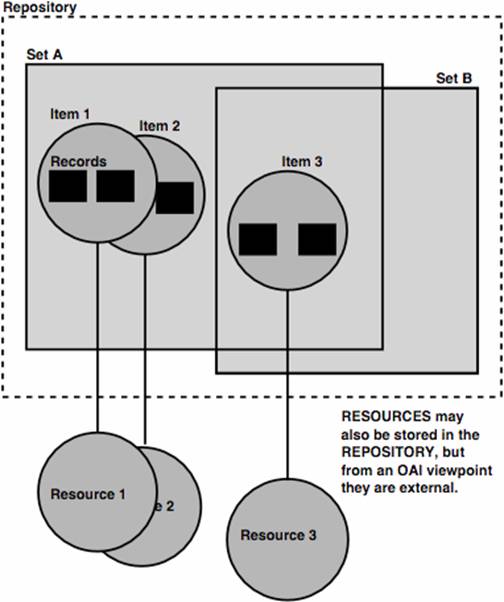 Repository
Set A
Set B
Item 1
Item 2
Records
Item 3
RESOURCES may
also be stored in the
REPOSITORY, but
from an OAI viewpoint
they are external.
Resource 1
e 2
Resource 3